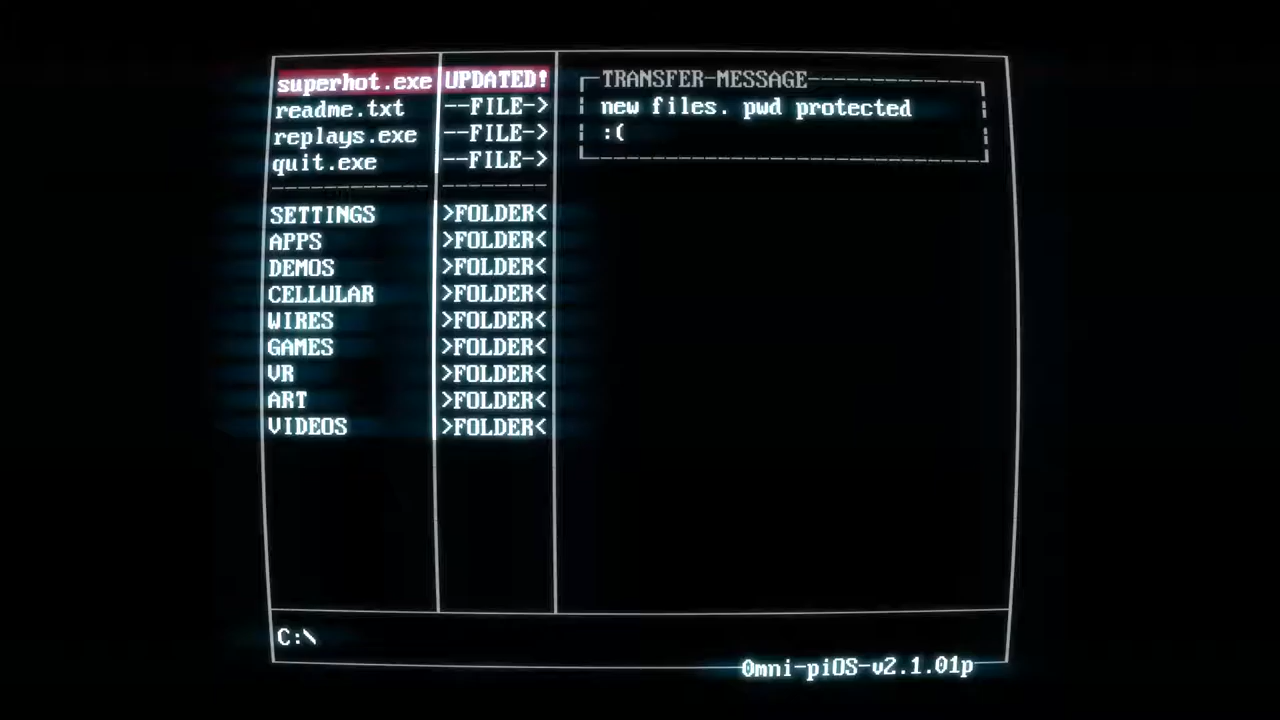 superhot.exe UPDATED!
readme.txt --FILE->
replays.exe --FILE->
quit.exe --FILE->
SETTINGS >FOLDER<
APPS >FOLDER<
DEMOS >FOLDER<
CELLULAR >FOLDER<
WIRES >FOLDER<
GAMES >FOLDER<
VR >FOLDER<
ART >FOLDER<
VIDEOS >FOLDER<
TRANSFER-MESSAGE
new files. pwd protected
:(
C:\
Omni-piOS-v2.1.01p